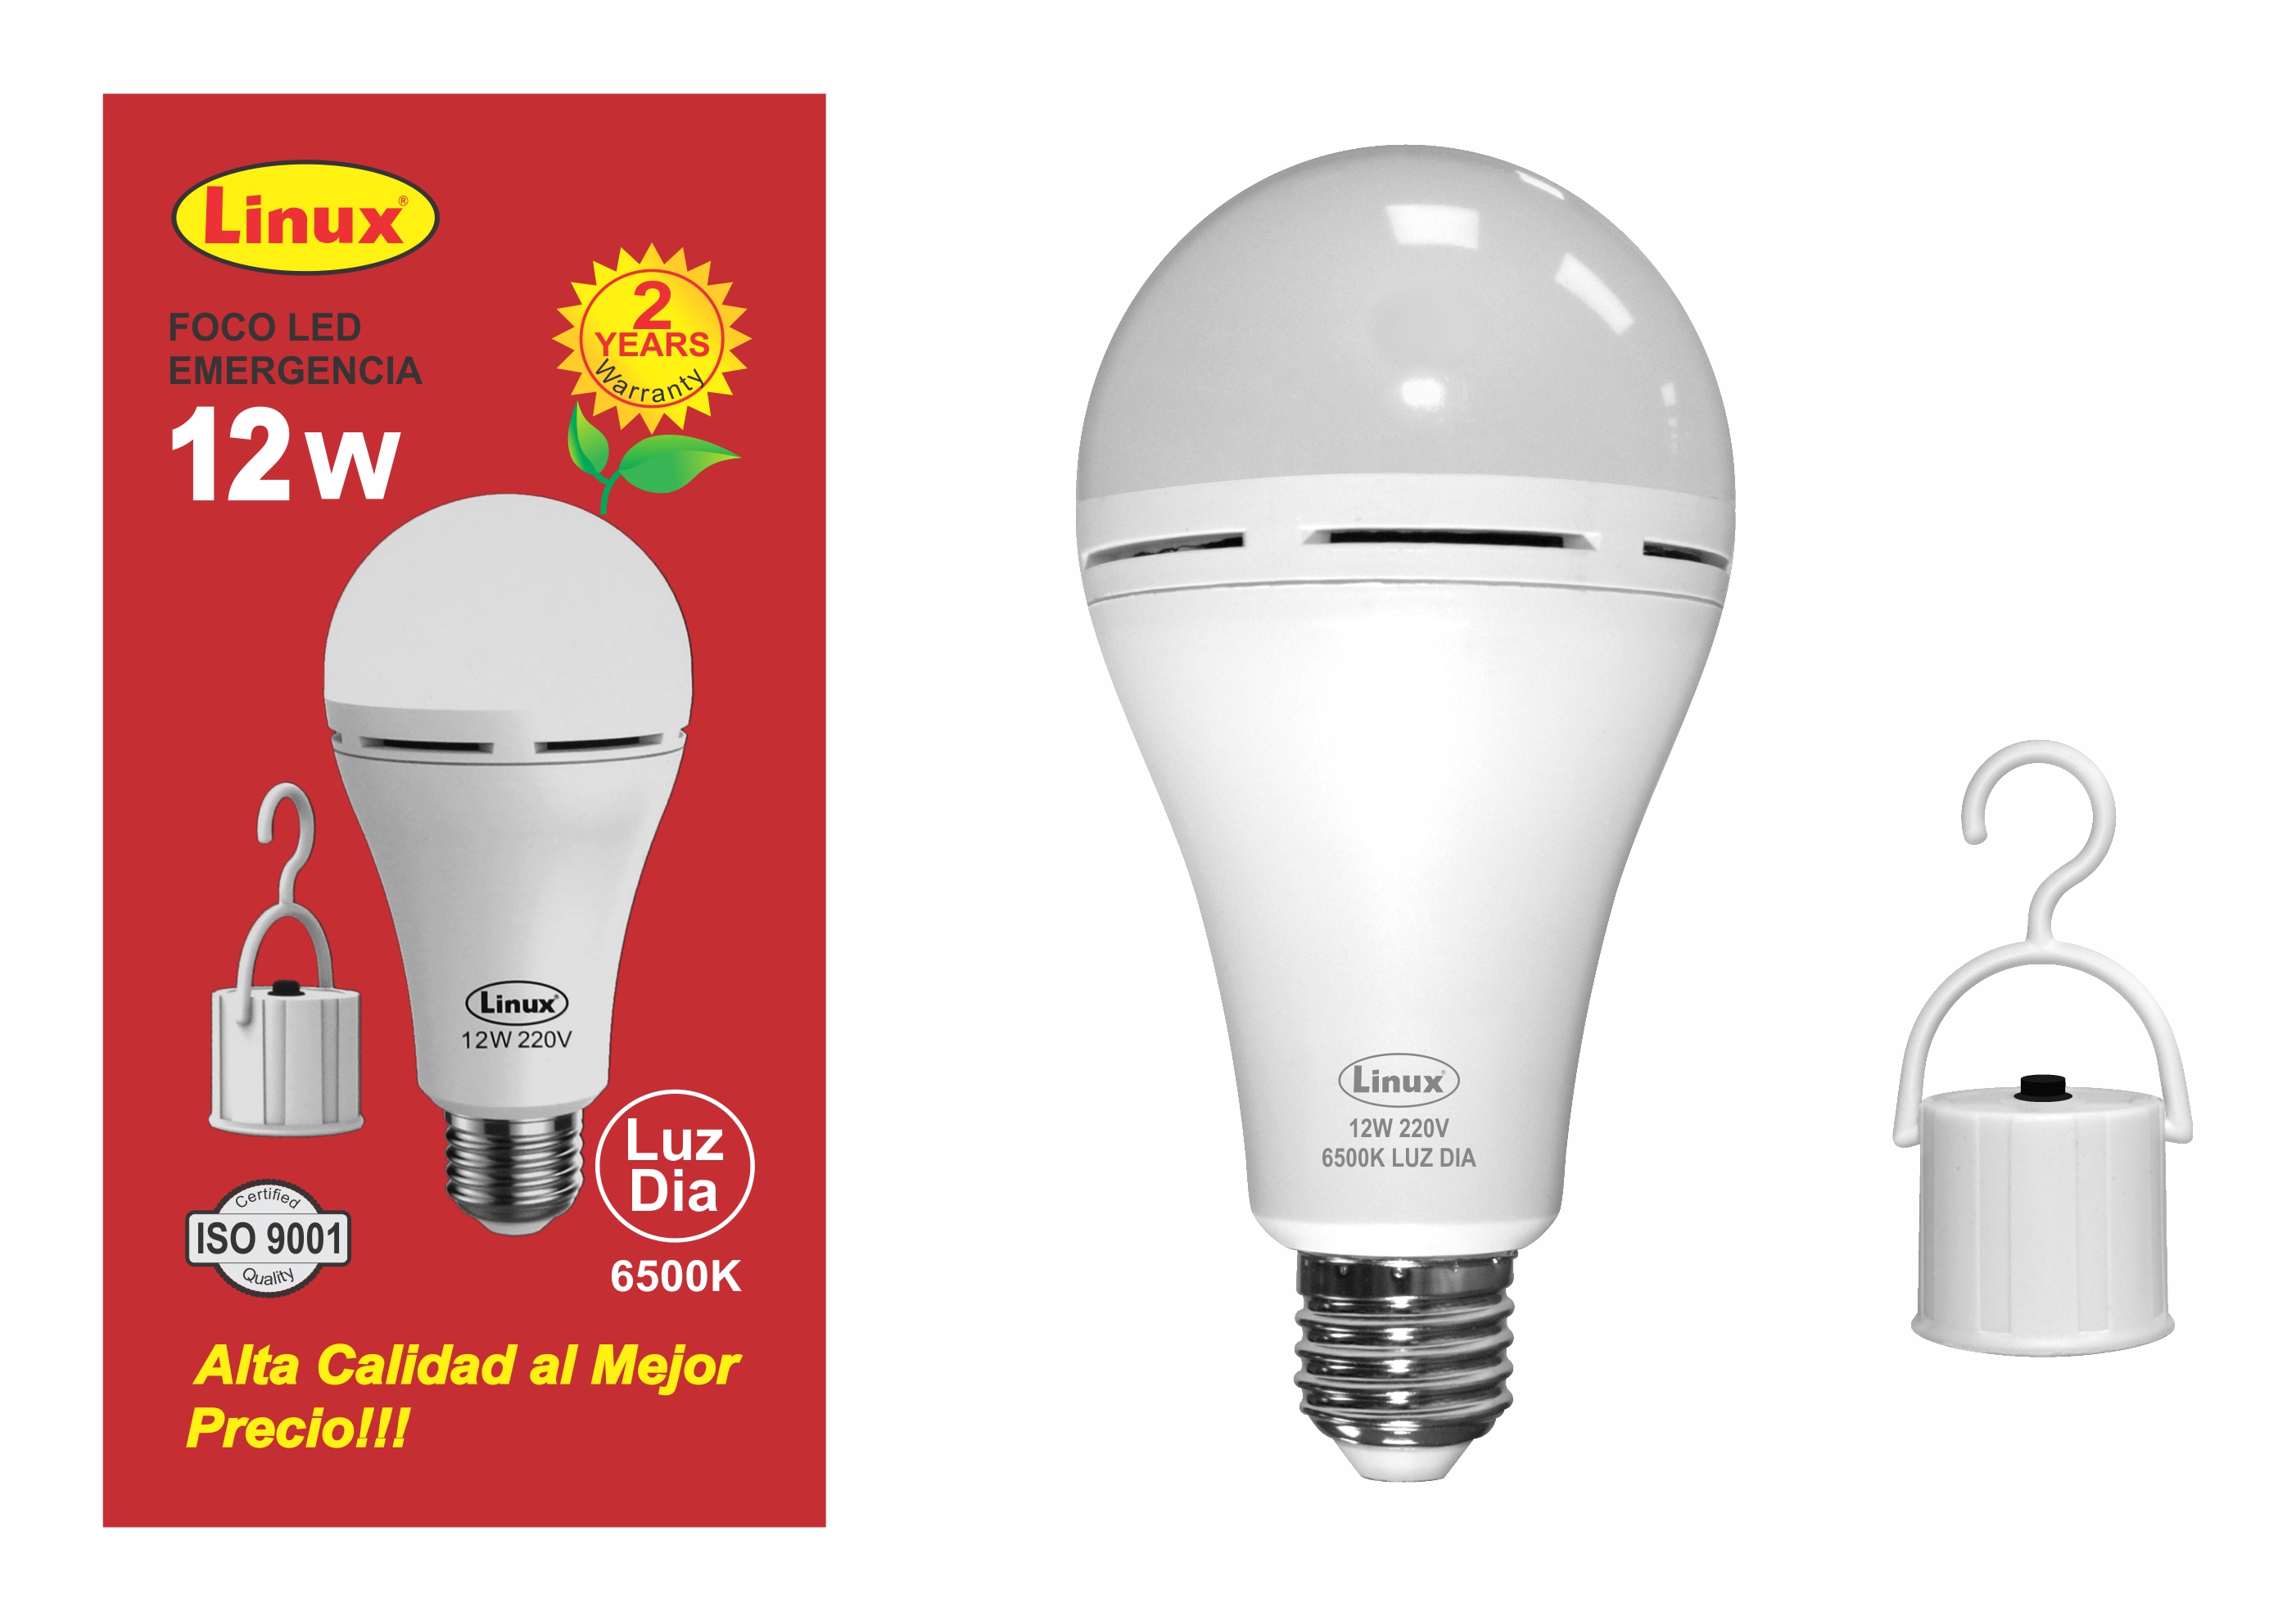 Linux®
FOCO LED
EMERGENCIA
12W
2
YEARS
Warranty
Linux®
12W 220V
Luz
Dia
6500K
Certified
ISO 9001
Quality
Alta Calidad al Mejor
Precio!!!
Linux®
12W 220V
6500K LUZ DIA